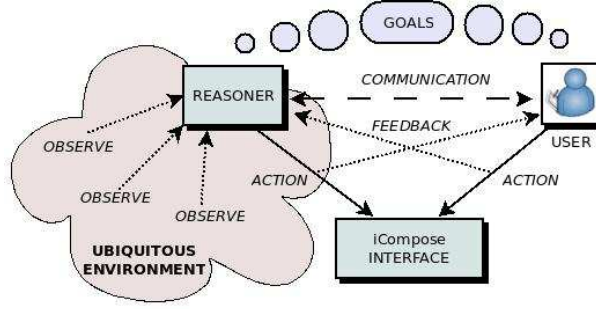 GOALS
COMMUNICATION
REASONER
FEEDBACK
USER
OBSERVE
ACTION
ACTION
OBSERVE
OBSERVE
UBIQUITOUS
ENVIRONMENT
iCompose
INTERFACE